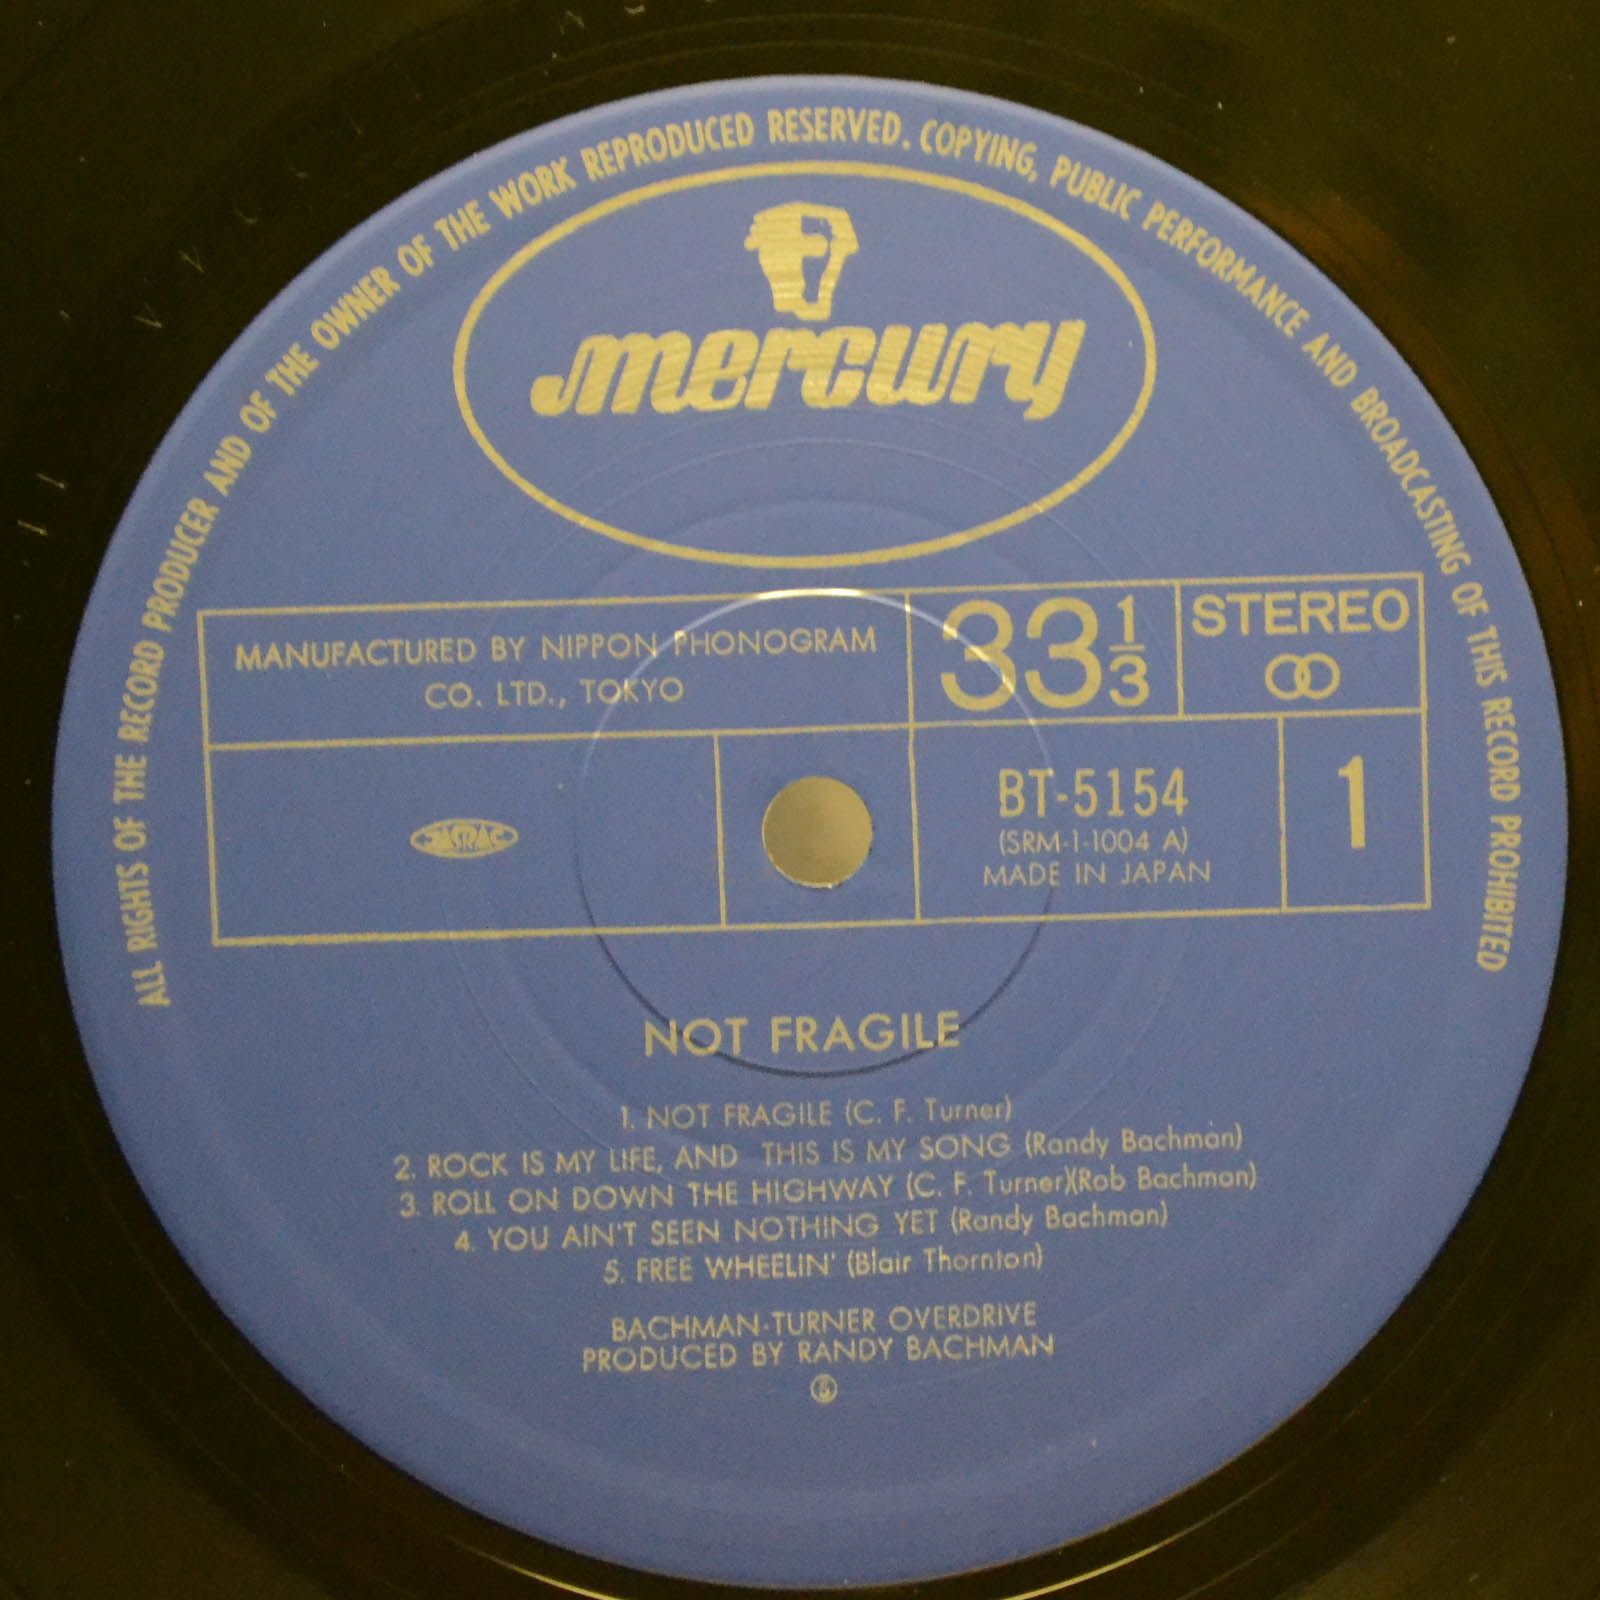 ALL RIGHTS OF THE RECORD PRODUCER AND OF THE OWNER OF THE WORK REPRODUCED RESERVED. COPYING, PUBLIC PERFORMANCE AND BROADCASTING OF THIS RECORD PROHIBITED
mercury
MANUFACTURED BY NIPPON PHONOGRAM
CO. LTD., TOKYO
33 1/3
STEREO
JASRAC
BT-5154
(SRM-1-1004 A)
MADE IN JAPAN
1
NOT FRAGILE
1. NOT FRAGILE (C. F. Turner)
2. ROCK IS MY LIFE, AND THIS IS MY SONG (Randy Bachman)
3. ROLL ON DOWN THE HIGHWAY (C. F. Turner)(Rob Bachman)
4. YOU AIN'T SEEN NOTHING YET (Randy Bachman)
5. FREE WHEELIN' (Blair Thornton)
BACHMAN-TURNER OVERDRIVE
PRODUCED BY RANDY BACHMAN